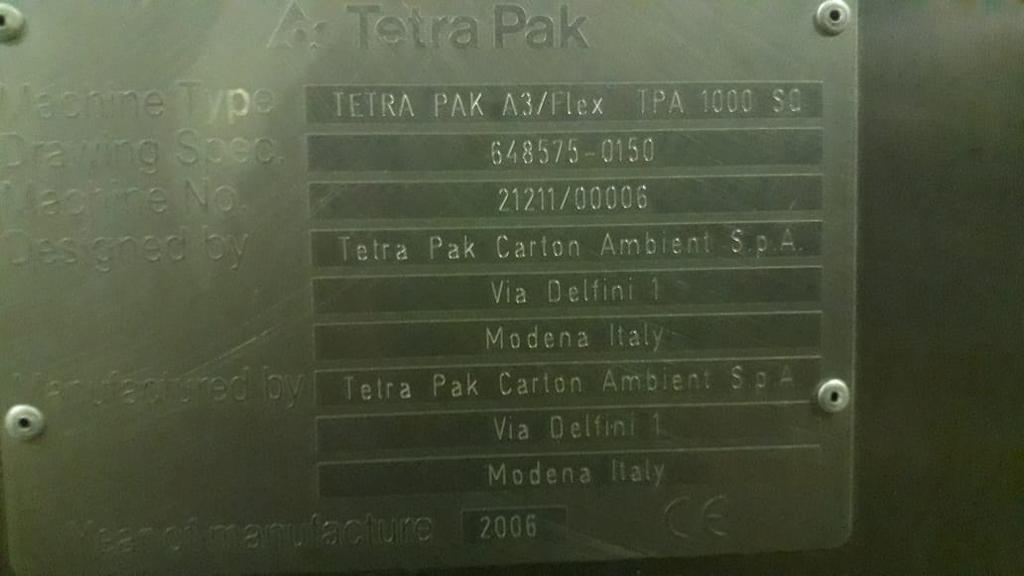 Tetra Pak
Machine Type TETRA PAK A3/Flex TPA 1000 SQ
Drawing Spec. 648575-0150
Machine No. 21211/00006
Designed by Tetra Pak Carton Ambient S.p.A.
Via Delfini 1
Modena Italy
Manufactured by Tetra Pak Carton Ambient S.p.A
Via Delfini 1
Modena Italy
Year of manufacture 2006 CE